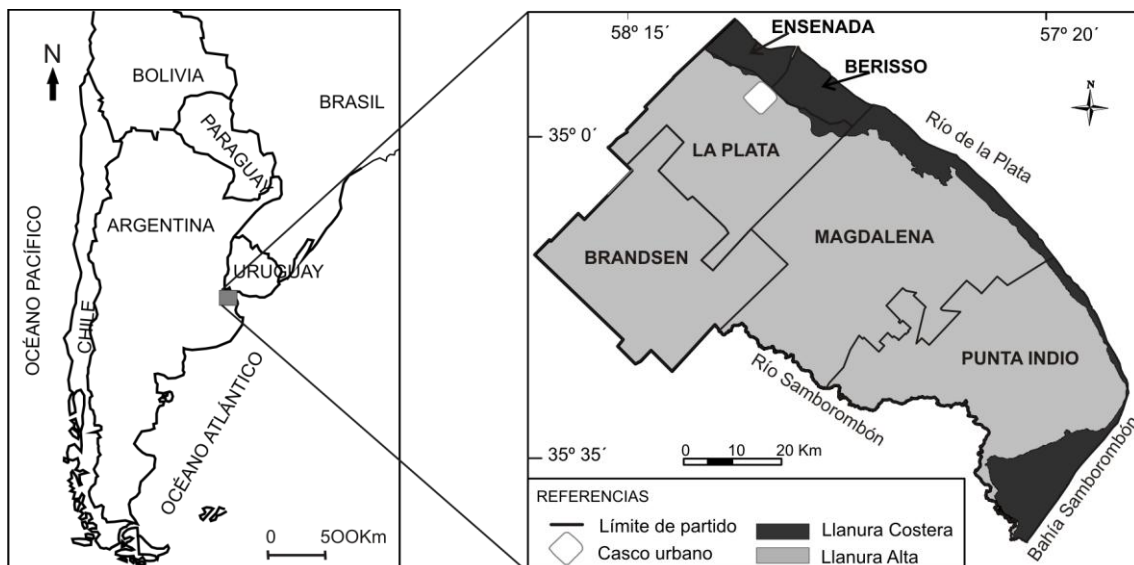 N
BOLIVIA
BRASIL
PARAGUAY
ARGENTINA
URUGUAY
OCÉANO PACÍFICO
CHILE
OCÉANO ATLÁNTICO
0 500Km
58º 15´
57º 20´
ENSENADA
BERISSO
N
Río de la Plata
35º 0´
LA PLATA
MAGDALENA
BRANDSEN
PUNTA INDIO
Río Samborombón
35º 35´
0 10 20 Km
Bahía Samborombón
REFERENCIAS
Límite de partido
Llanura Costera
Casco urbano
Llanura Alta